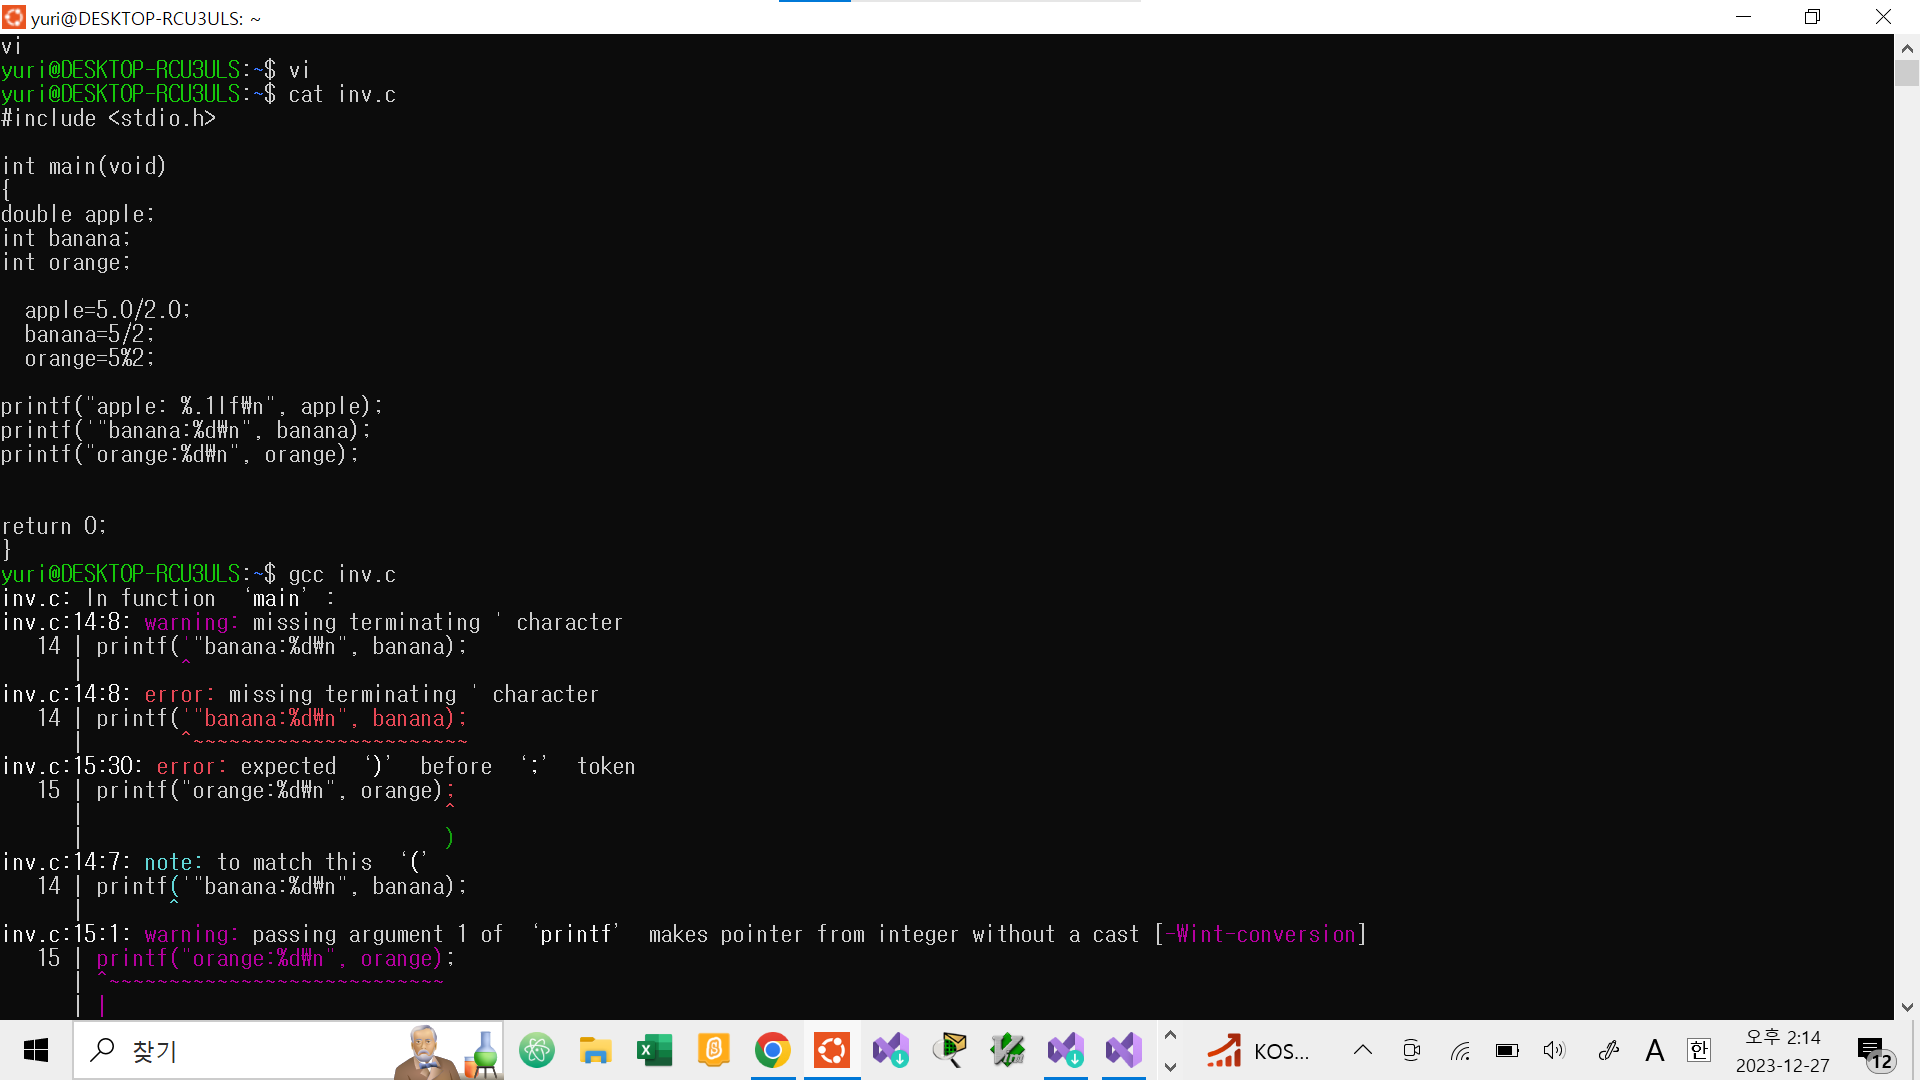 yuri@DESKTOP-RCU3ULS: ~
vi
yuri@DESKTOP-RCU3ULS:~$ vi
yuri@DESKTOP-RCU3ULS:~$ cat inv.c
#include <stdio.h>
int main(void)
{
double apple;
int banana;
int orange;
apple=5.0/2.0;
banana=5/2;
orange=5%2;
printf("apple: %.1lf₩n", apple);
printf('"banana:%d₩n", banana);
printf("orange:%d₩n", orange);
return 0;
}
yuri@DESKTOP-RCU3ULS:~$ gcc inv.c
inv.c: In function ‘main’ :
inv.c:14:8: warning: missing terminating ' character
14 | printf('"banana:%d₩n", banana);
| ^
inv.c:14:8: error: missing terminating ' character
14 | printf('"banana:%d₩n", banana);
| ^~~~~~~~~~~~~~~~~~~~~~~~
inv.c:15:30: error: expected ‘)’ before ‘;’ token
15 | printf("orange:%d₩n", orange);
| ^
| )
inv.c:14:7: note: to match this ‘(’
14 | printf('"banana:%d₩n", banana);
| ^
inv.c:15:1: warning: passing argument 1 of ‘printf’ makes pointer from integer without a cast [-Wint-conversion]
15 | printf("orange:%d₩n", orange);
| ^~~~~~~~~~~~~~~~~~~~~~~~~~~~~
| |
찾기
KOS...
A
한
오후 2:14
2023-12-27
12